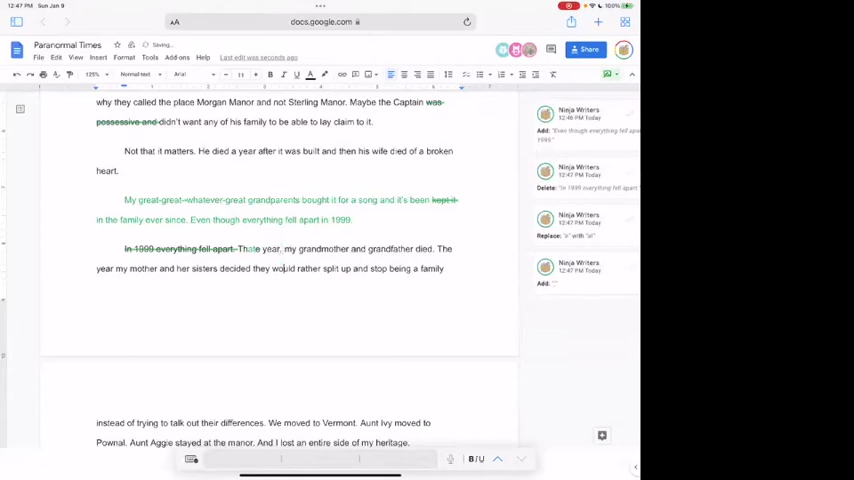 12:47 PM Sun Jan 9
6%
AA
docs.google.com
Paranormal Times
Saving...
File Edit View Insert Format Tools Add-ons Help Last edit was seconds ago
Share
125% Normal text Arial 11
why they called the place Morgan Manor and not Sterling Manor. Maybe the Captain was
possessive and didn't want any of his family to be able to lay claim to it.
Not that it matters. He died a year after it was built and then his wife died of a broken
heart.
My great-great-whatever-great grandparents bought it for a song and it's been kept it
in the family ever since. Even though everything fell apart in 1999.
In 1999 everything fell apart. Thate year, my grandmother and grandfather died. The
year my mother and her sisters decided they would rather split up and stop being a family
instead of trying to talk out their differences. We moved to Vermont. Aunt Ivy moved to
Pownal. Aunt Aggie stayed at the manor. And I lost an entire side of my heritage.
Ninja Writers
12:46 PM Today
Add: "Even though everything fell apa
1999."
Ninja Writers
12:47 PM Today
Delete: "In 1999 everything fell apart"
Ninja Writers
12:47 PM Today
Replace: "e" with "at"
Ninja Writers
12:47 PM Today
Add: ","
B I U